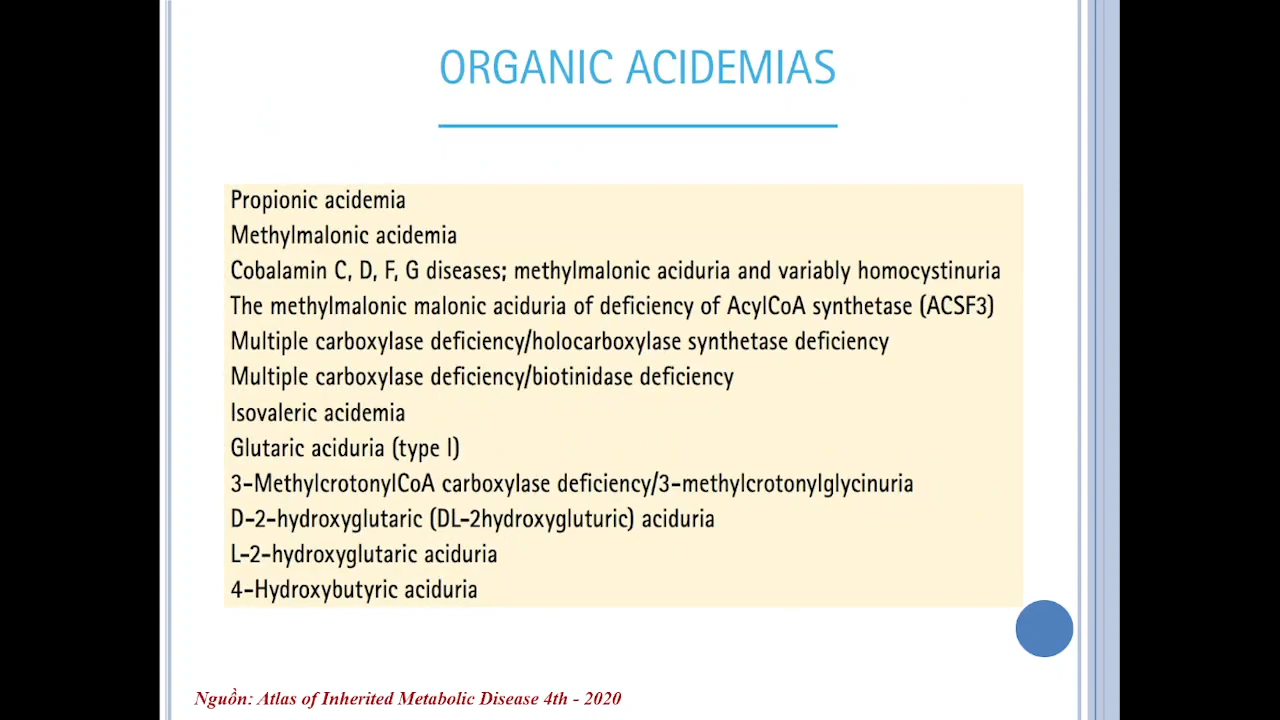 ORGANIC ACIDEMIAS
Propionic acidemia
Methylmalonic acidemia
Cobalamin C, D, F, G diseases; methylmalonic aciduria and variably homocystinuria
The methylmalonic malonic aciduria of deficiency of AcylCoA synthetase (ACSF3)
Multiple carboxylase deficiency/holocarboxylase synthetase deficiency
Multiple carboxylase deficiency/biotinidase deficiency
Isovaleric acidemia
Glutaric aciduria (type I)
3-MethylcrotonylCoA carboxylase deficiency/3-methylcrotonylglycinuria
D-2-hydroxyglutaric (DL-2hydroxygluturic) aciduria
L-2-hydroxyglutaric aciduria
4-Hydroxybutyric aciduria
Nguồn: Atlas of Inherited Metabolic Disease 4th - 2020